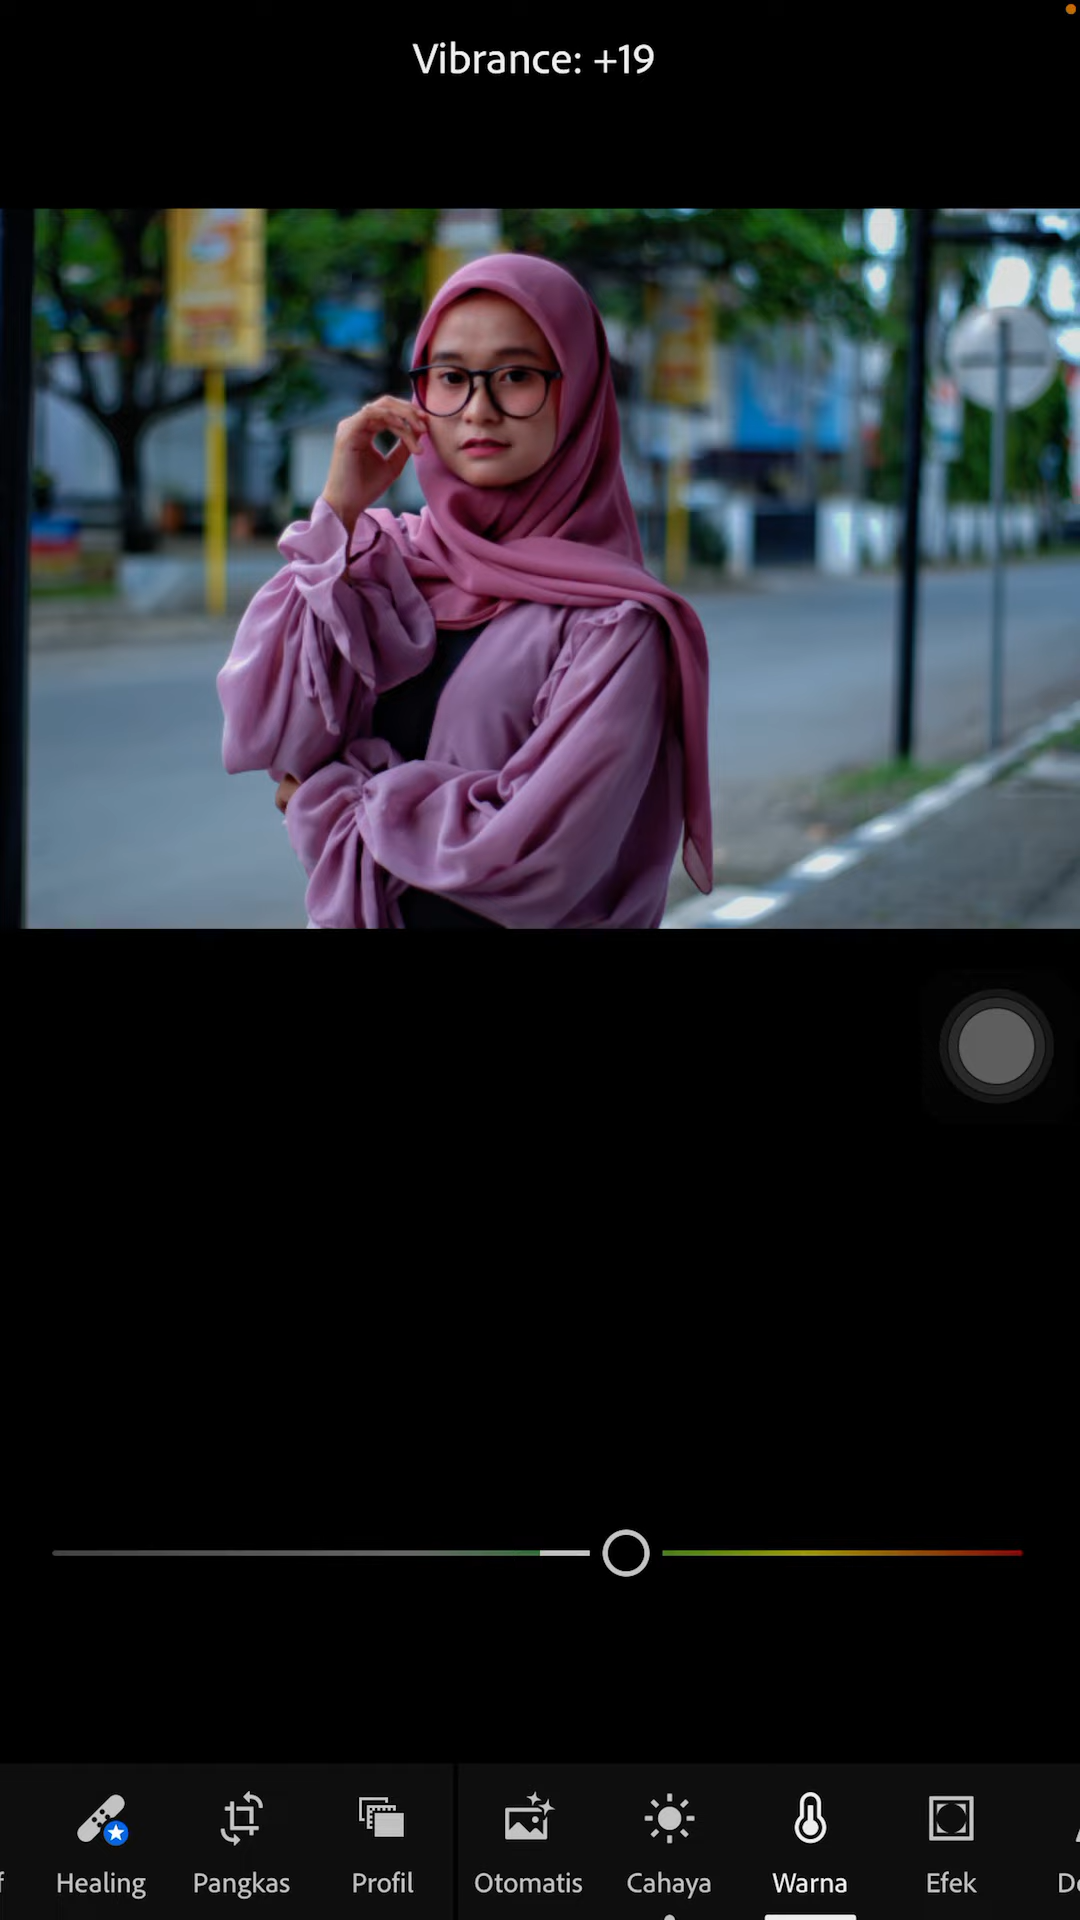 Vibrance: +19
Healing
Pangkas
Profil
Otomatis
Cahaya
Warna
Efek